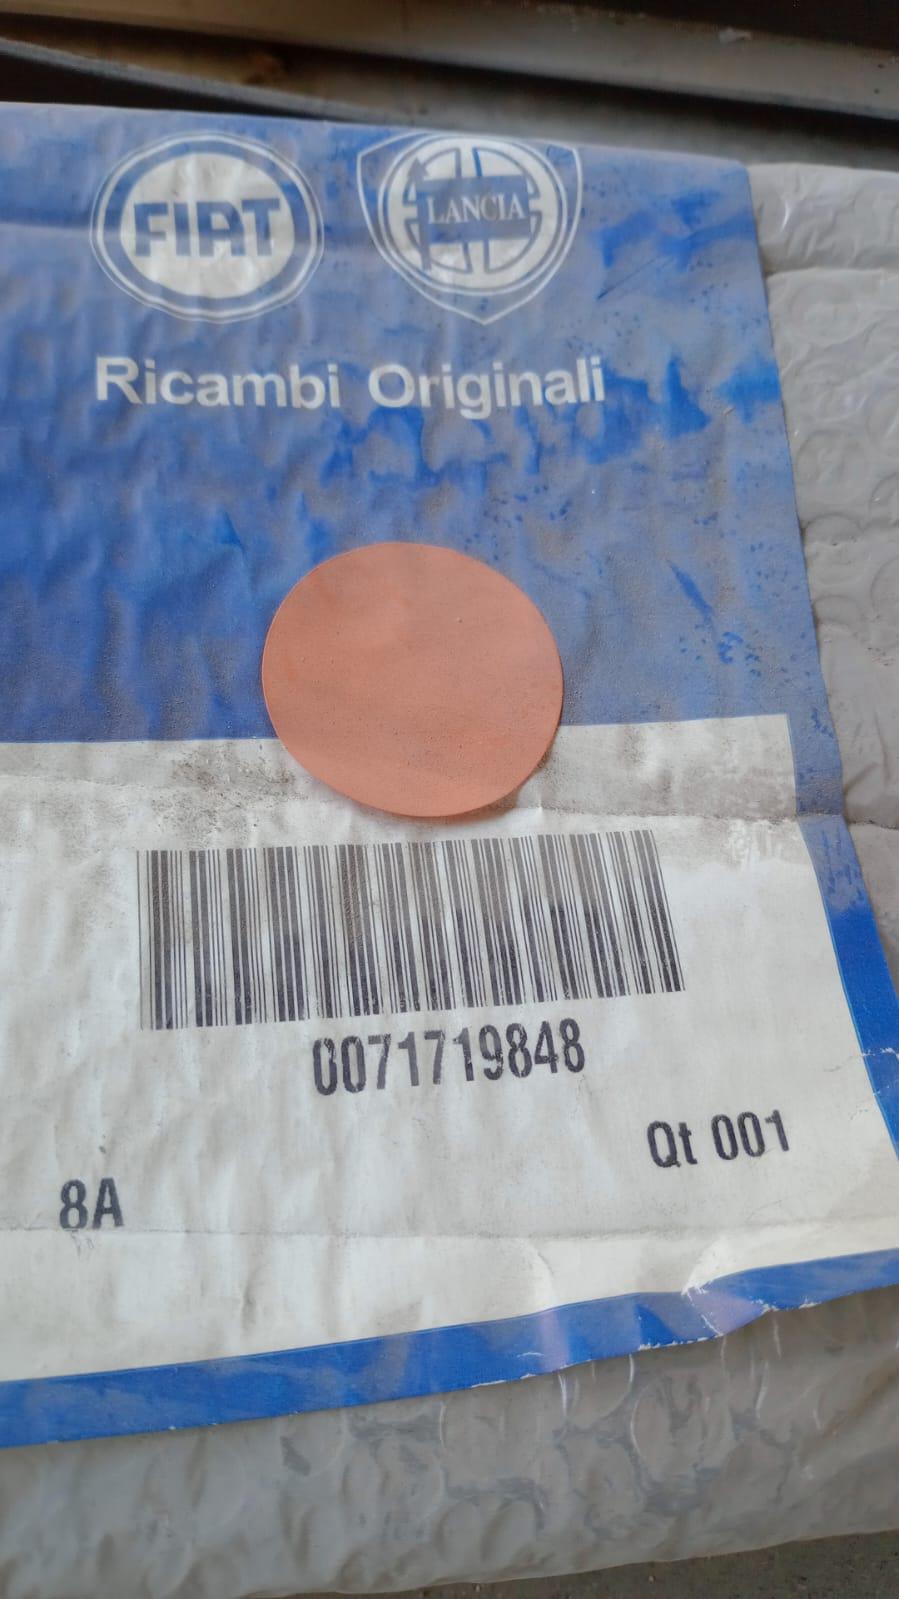 FIAT
LANCIA
Ricambi Originali
0071719848
Qt 001
8A